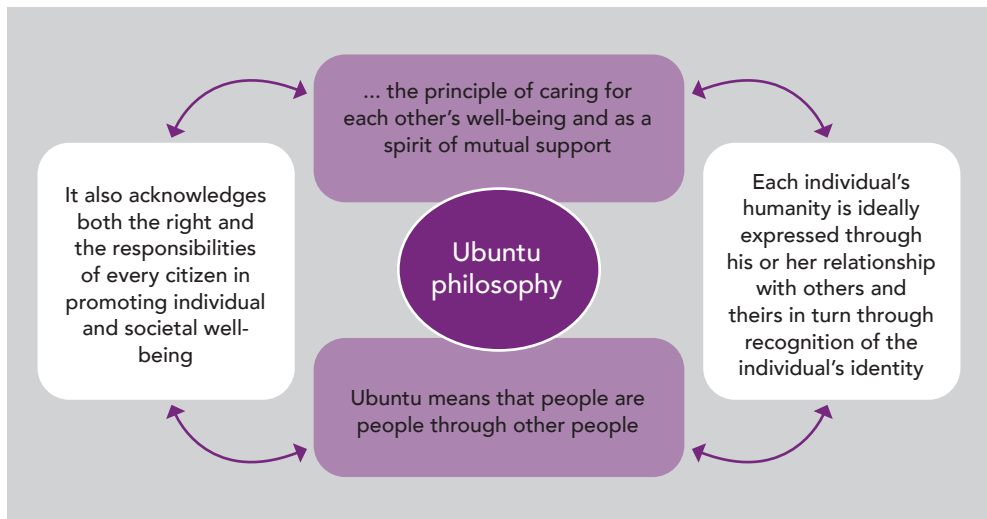 ... the principle of caring for
each other's well-being and as a
spirit of mutual support
It also acknowledges
both the right and
the responsibilities
of every citizen in
promoting individual
and societal well-
being
Ubuntu
philosophy
Each individual's
humanity is ideally
expressed through
his or her relationship
with others and
theirs in turn through
recognition of the
individual's identity
Ubuntu means that people are
people through other people